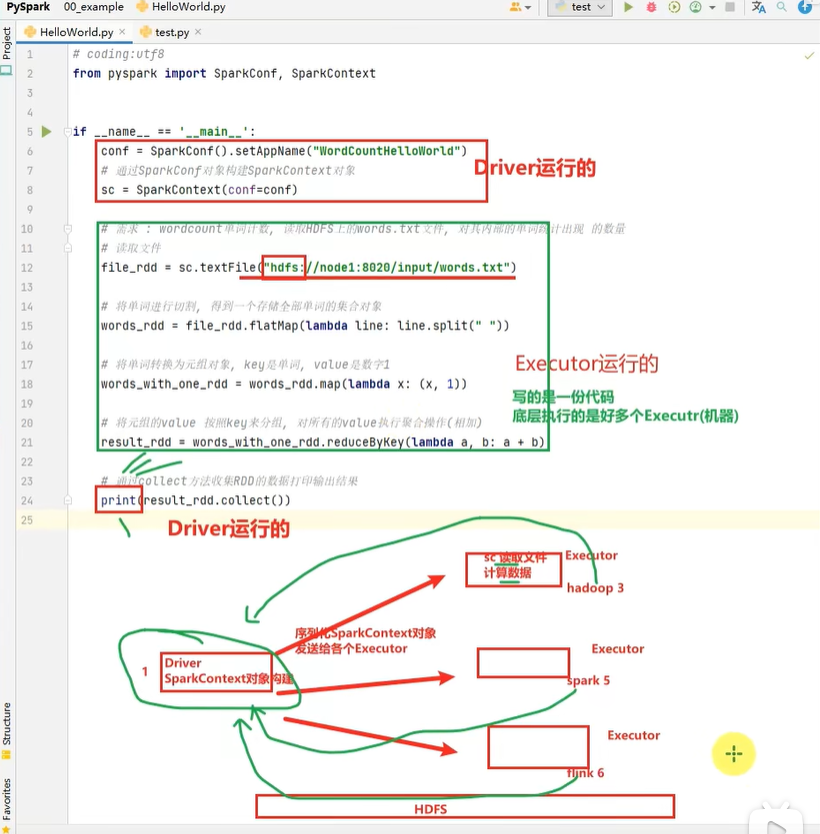 PySpark 00_example HelloWorld.py test
HelloWorld.py test.py
Project
1 # coding:utf8
2 from pyspark import SparkConf, SparkContext
3
4
5 if __name__ == '__main__':
6 conf = SparkConf().setAppName("WordCountHelloWorld")
7 # 通过SparkConf对象构建SparkContext对象
Driver运行的
8 sc = SparkContext(conf=conf)
9
10 # 需求 : wordcount单词计数, 读取HDFS上的words.txt文件, 对其内部的单词统计出现 的数量
11 # 读取文件
12 file_rdd = sc.textFile("hdfs://node1:8020/input/words.txt")
13
14 # 将单词进行切割, 得到一个存储全部单词的集合对象
15 words_rdd = file_rdd.flatMap(lambda line: line.split(" "))
16
17 # 将单词转换为元组对象, key是单词, value是数字1
Executor运行的
18 words_with_one_rdd = words_rdd.map(lambda x: (x, 1))
写的是一份代码
19
20 # 将元组的value 按照key来分组, 对所有的value执行聚合操作(相加)
底层执行的是好多个Executr(机器)
21 result_rdd = words_with_one_rdd.reduceByKey(lambda a, b: a + b)
22
23 # 通过collect方法收集RDD的数据打印输出结果
24 print(result_rdd.collect())
25
Driver运行的
sc 读取文件
计算数据
Executor
hadoop 3
序列化SparkContext对象
发送给各个Executor
Executor
1
Driver
SparkContext对象构建
spark 5
Executor
flink 6
HDFS
Structure
Favorites